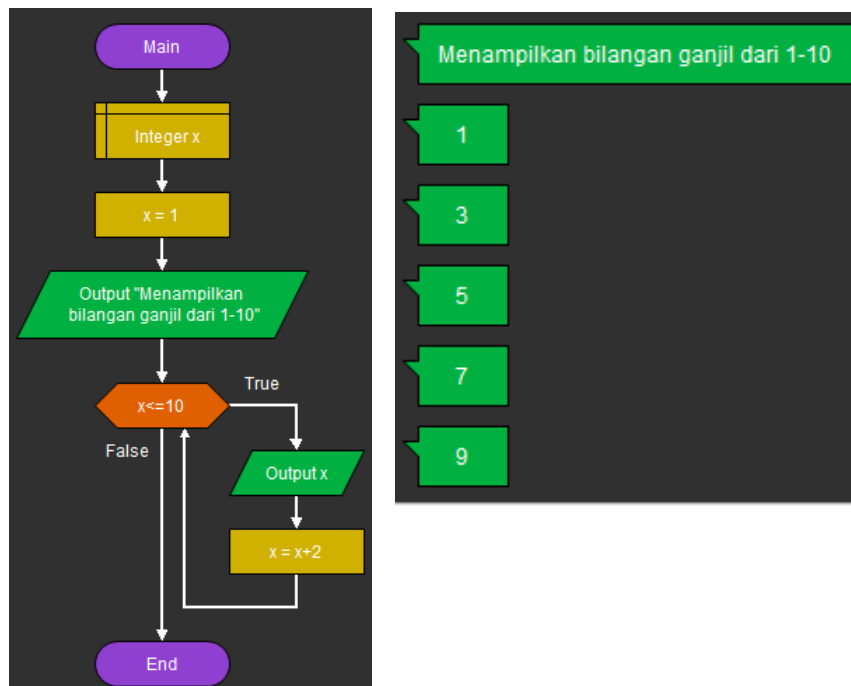 Main
Integer x
x = 1
Output "Menampilkan
bilangan ganjil dari 1-10"
x<=10
True
False
Output x
x = x+2
End
Menampilkan bilangan ganjil dari 1-10
1
3
5
7
9